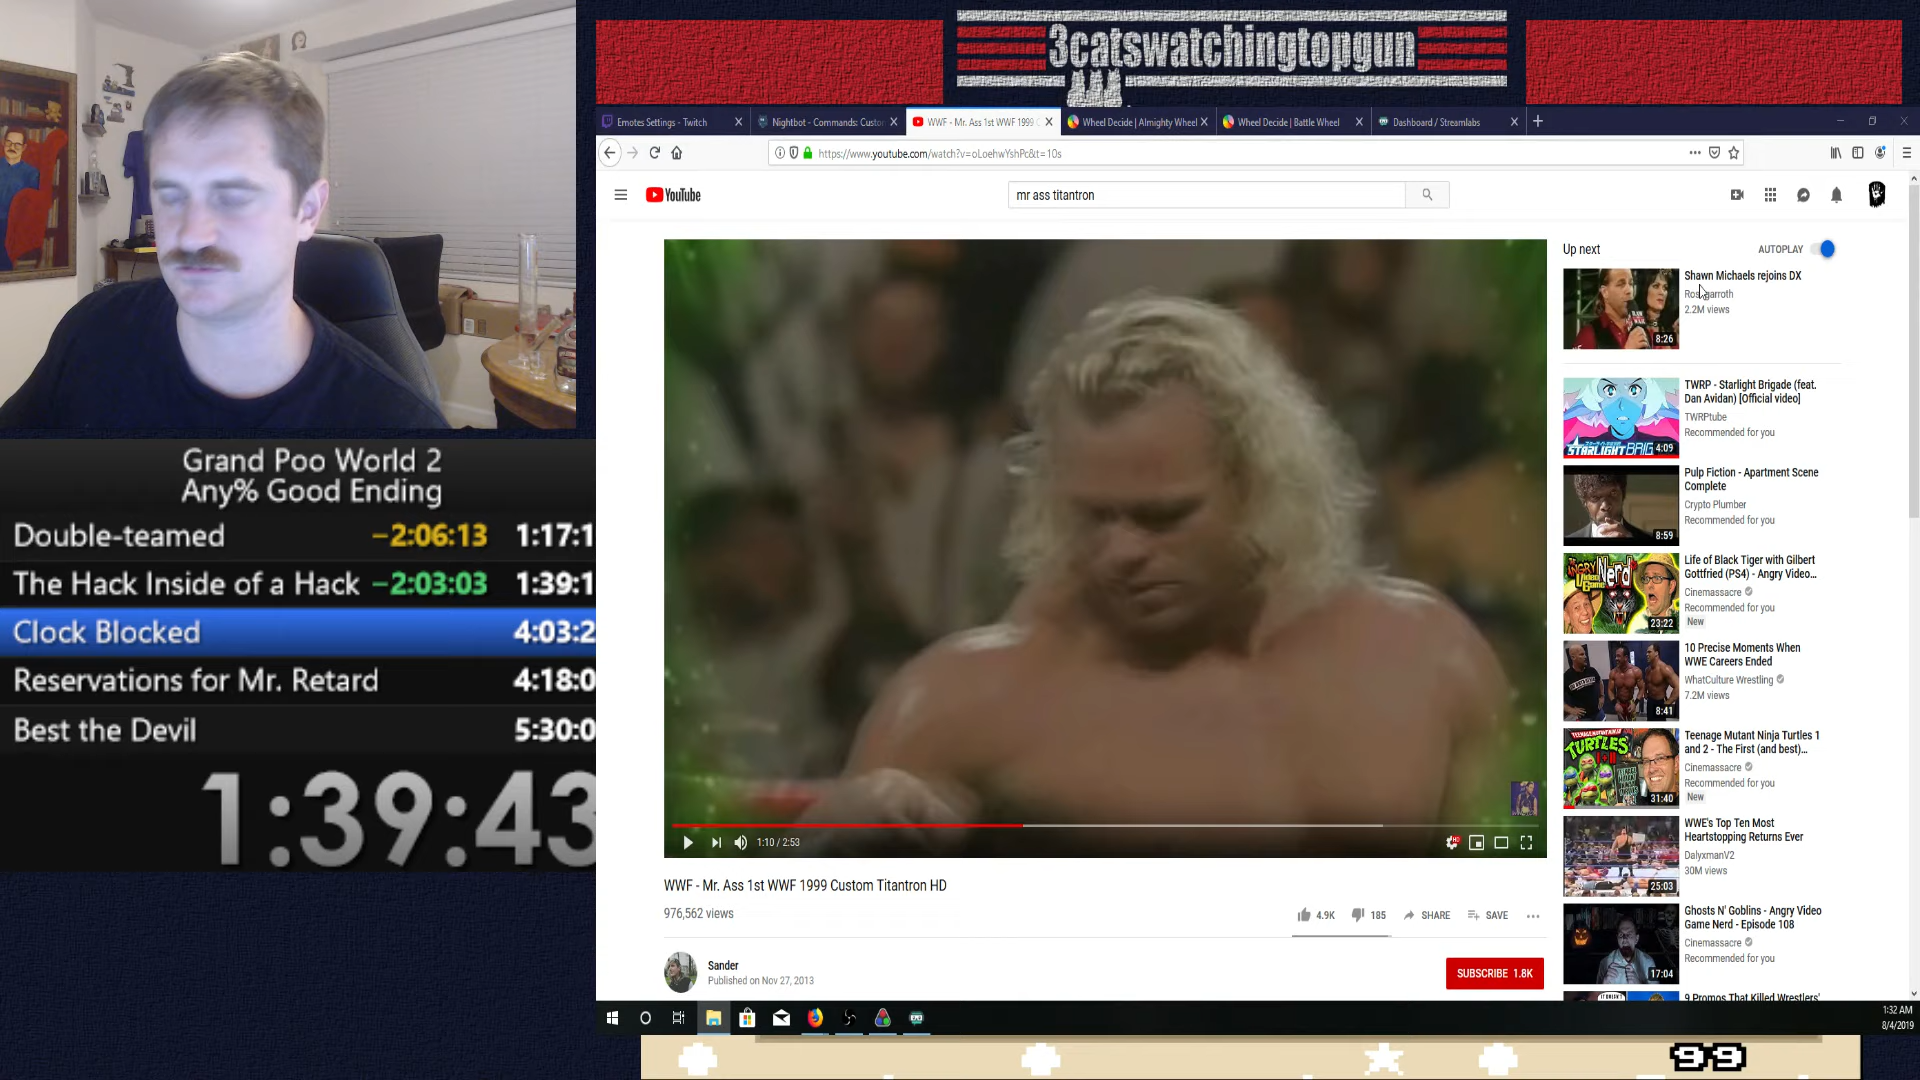 3catswatchingtopgun
Emotes Settings - Twitch
Nightbot - Commands: Custo
WWF - Mr. Ass 1st WWF 1999 C
Wheel Decide | Almighty Wheel
Wheel Decide | Battle Wheel
Dashboard / Streamlabs
https://www.youtube.com/watch?v=oLoehwYshPc&t=10s
YouTube
mr ass titantron
Up next
AUTOPLAY
Shawn Michaels rejoins DX
2.2M views
8:26
TWRP - Starlight Brigade (feat.
Dan Avidan) [Official video]
TWRPtube
Recommended for you
STARLIGHT BRIG
4:09
Pulp Fiction - Apartment Scene
Complete
Crypto Plumber
Recommended for you
8:59
Life of Black Tiger with Gilbert
Gottfried (PS4) - Angry Video...
Cinemassacre
Recommended for you
New
23:22
10 Precise Moments When
WWE Careers Ended
WhatCulture Wrestling
7.2M views
8:41
Teenage Mutant Ninja Turtles 1
and 2 - The First (and best)...
Cinemassacre
Recommended for you
New
TURTLES
31:40
WWE's Top Ten Most
Heartstopping Returns Ever
DalyxmanV2
30M views
25:03
Ghosts N' Goblins - Angry Video
Game Nerd - Episode 108
Cinemassacre
Recommended for you
17:04
9 Promos That Killed Wrestlers'
1:10 / 2:53
HD
WWF - Mr. Ass 1st WWF 1999 Custom Titantron HD
976,562 views
4.9K
185
SHARE
SAVE
Sander
Published on Nov 27, 2013
SUBSCRIBE 1.8K
Grand Poo World 2
Any% Good Ending
Double-teamed -2:06:13 1:17:1
The Hack Inside of a Hack -2:03:03 1:39:1
Clock Blocked 4:03:2
Reservations for Mr. Retard 4:18:0
Best the Devil 5:30:0
1:39:43
1:32 AM
8/4/2019
99